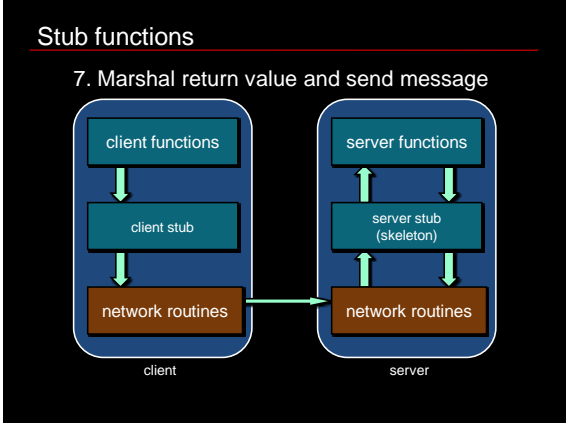 Stub functions
7. Marshal return value and send message
client functions
server functions
client stub
server stub
(skeleton)
network routines
network routines
client
server